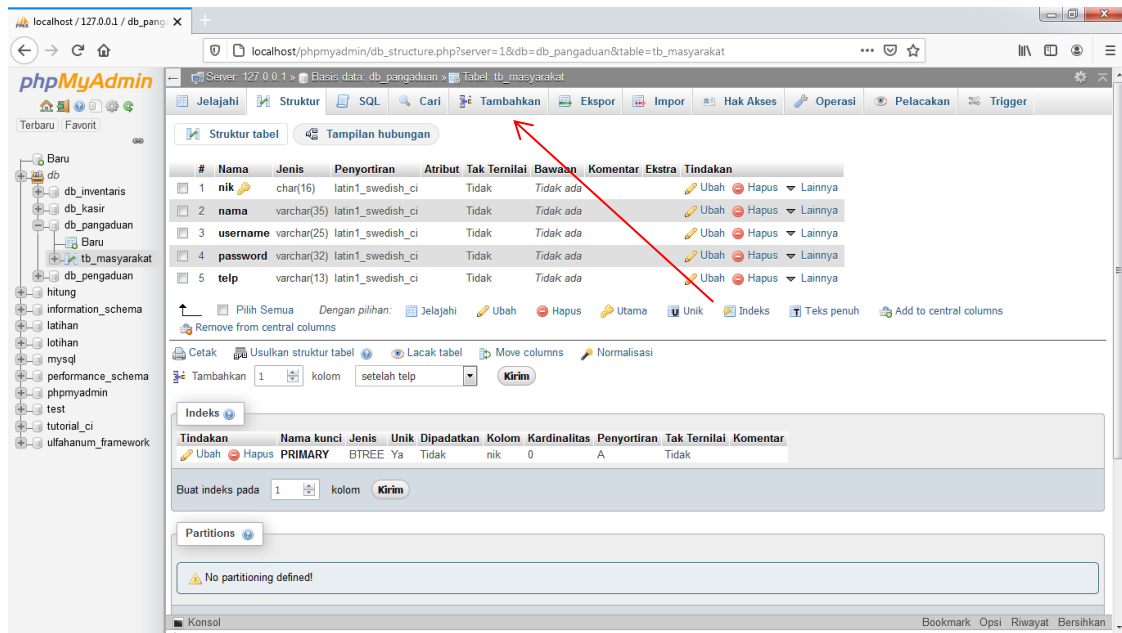 localhost / 127.0.0.1 / db_pang
localhost/phpmyadmin/db_structure.php?server=1&db=db_pangaduan&table=tb_masyarakat
phpMyAdmin
Terbaru Favorit
Baru
db
db_inventaris
db_kasir
db_pangaduan
Baru
tb_masyarakat
db_pengaduan
hitung
information_schema
latihan
lotihan
mysql
performance_schema
phpmyadmin
test
tutorial_ci
ulfahanum_framework
Server: 127.0.0.1 » Basis data: db_pangaduan » Tabel: tb_masyarakat
Jelajahi Struktur SQL Cari Tambahkan Ekspor Impor Hak Akses Operasi Pelacakan Trigger
Struktur tabel Tampilan hubungan
# Nama Jenis Penyortiran Atribut Tak Ternilai Bawaan Komentar Ekstra Tindakan
1 nik char(16) latin1_swedish_ci Tidak Tidak ada Ubah Hapus Lainnya
2 nama varchar(35) latin1_swedish_ci Tidak Tidak ada Ubah Hapus Lainnya
3 username varchar(25) latin1_swedish_ci Tidak Tidak ada Ubah Hapus Lainnya
4 password varchar(32) latin1_swedish_ci Tidak Tidak ada Ubah Hapus Lainnya
5 telp varchar(13) latin1_swedish_ci Tidak Tidak ada Ubah Hapus Lainnya
Pilih Semua Dengan pilihan: Jelajahi Ubah Hapus Utama Unik Indeks Teks penuh Add to central columns
Remove from central columns
Cetak Usulkan struktur tabel Lacak tabel Move columns Normalisasi
Tambahkan 1 kolom setelah telp Kirim
Indeks
Tindakan Nama kunci Jenis Unik Dipadatkan Kolom Kardinalitas Penyortiran Tak Ternilai Komentar
Ubah Hapus PRIMARY BTREE Ya Tidak nik 0 A Tidak
Buat indeks pada 1 kolom Kirim
Partitions
No partitioning defined!
Konsol Bookmark Opsi Riwayat Bersihkan